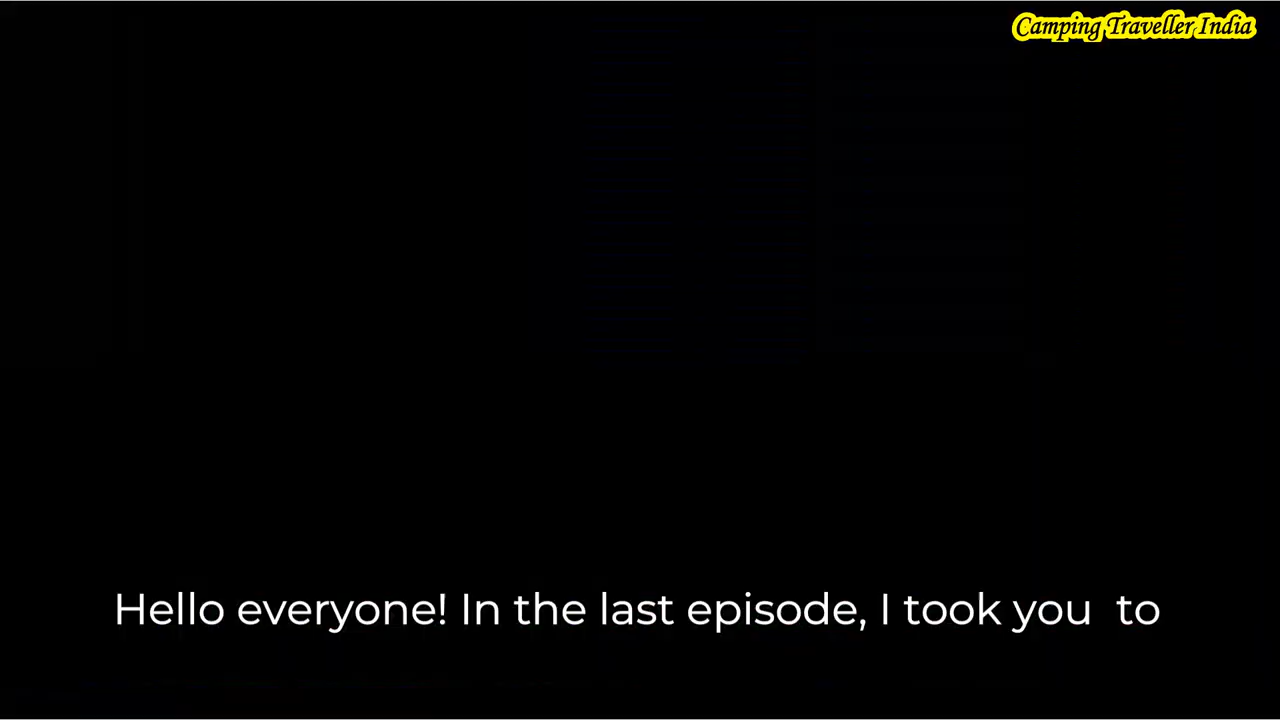 Camping Traveller India
Hello everyone! In the last episode, I took you to